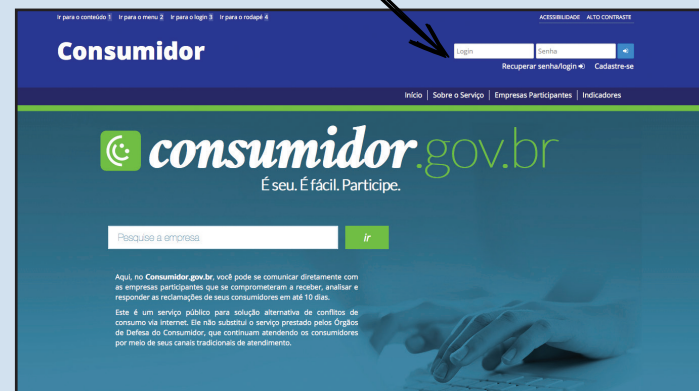 Ir para o conteúdo 1 Ir para o menu 2 Ir para o login 3 Ir para o rodapé 4
ACESSIBILIDADE ALTO CONTRASTE
Consumidor
Login Senha
Recuperar senha/login Cadastre-se
Início | Sobre o Serviço | Empresas Participantes | Indicadores
consumidor.gov.br
É seu. É fácil. Participe.
Pesquise a empresa ir
Aqui, no Consumidor.gov.br, você pode se comunicar diretamente com
as empresas participantes que se comprometeram a receber, analisar e
responder as reclamações de seus consumidores em até 10 dias.
Este é um serviço público para solução alternativa de conflitos de
consumo via internet. Ele não substitui o serviço prestado pelos Órgãos
de Defesa do Consumidor, que continuam atendendo os consumidores
por meio de seus canais tradicionais de atendimento.